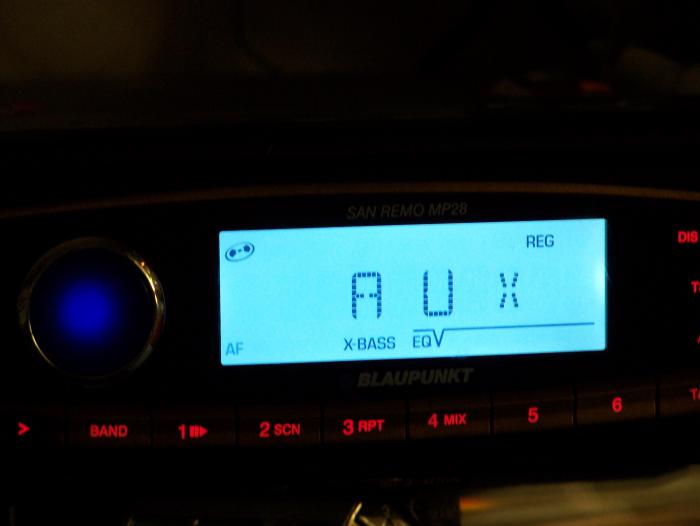 SAN REMO MP28
REG
AUX
AF X-BASS EQ
BLAUPUNKT
DIS
> BAND 1 2 SCN 3 RPT 4 MIX 5 6